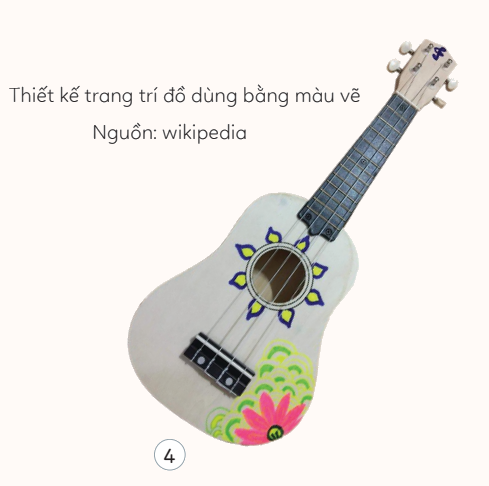 Thiết kế trang trí đồ dùng bằng màu vẽ
Nguồn: wikipedia
4